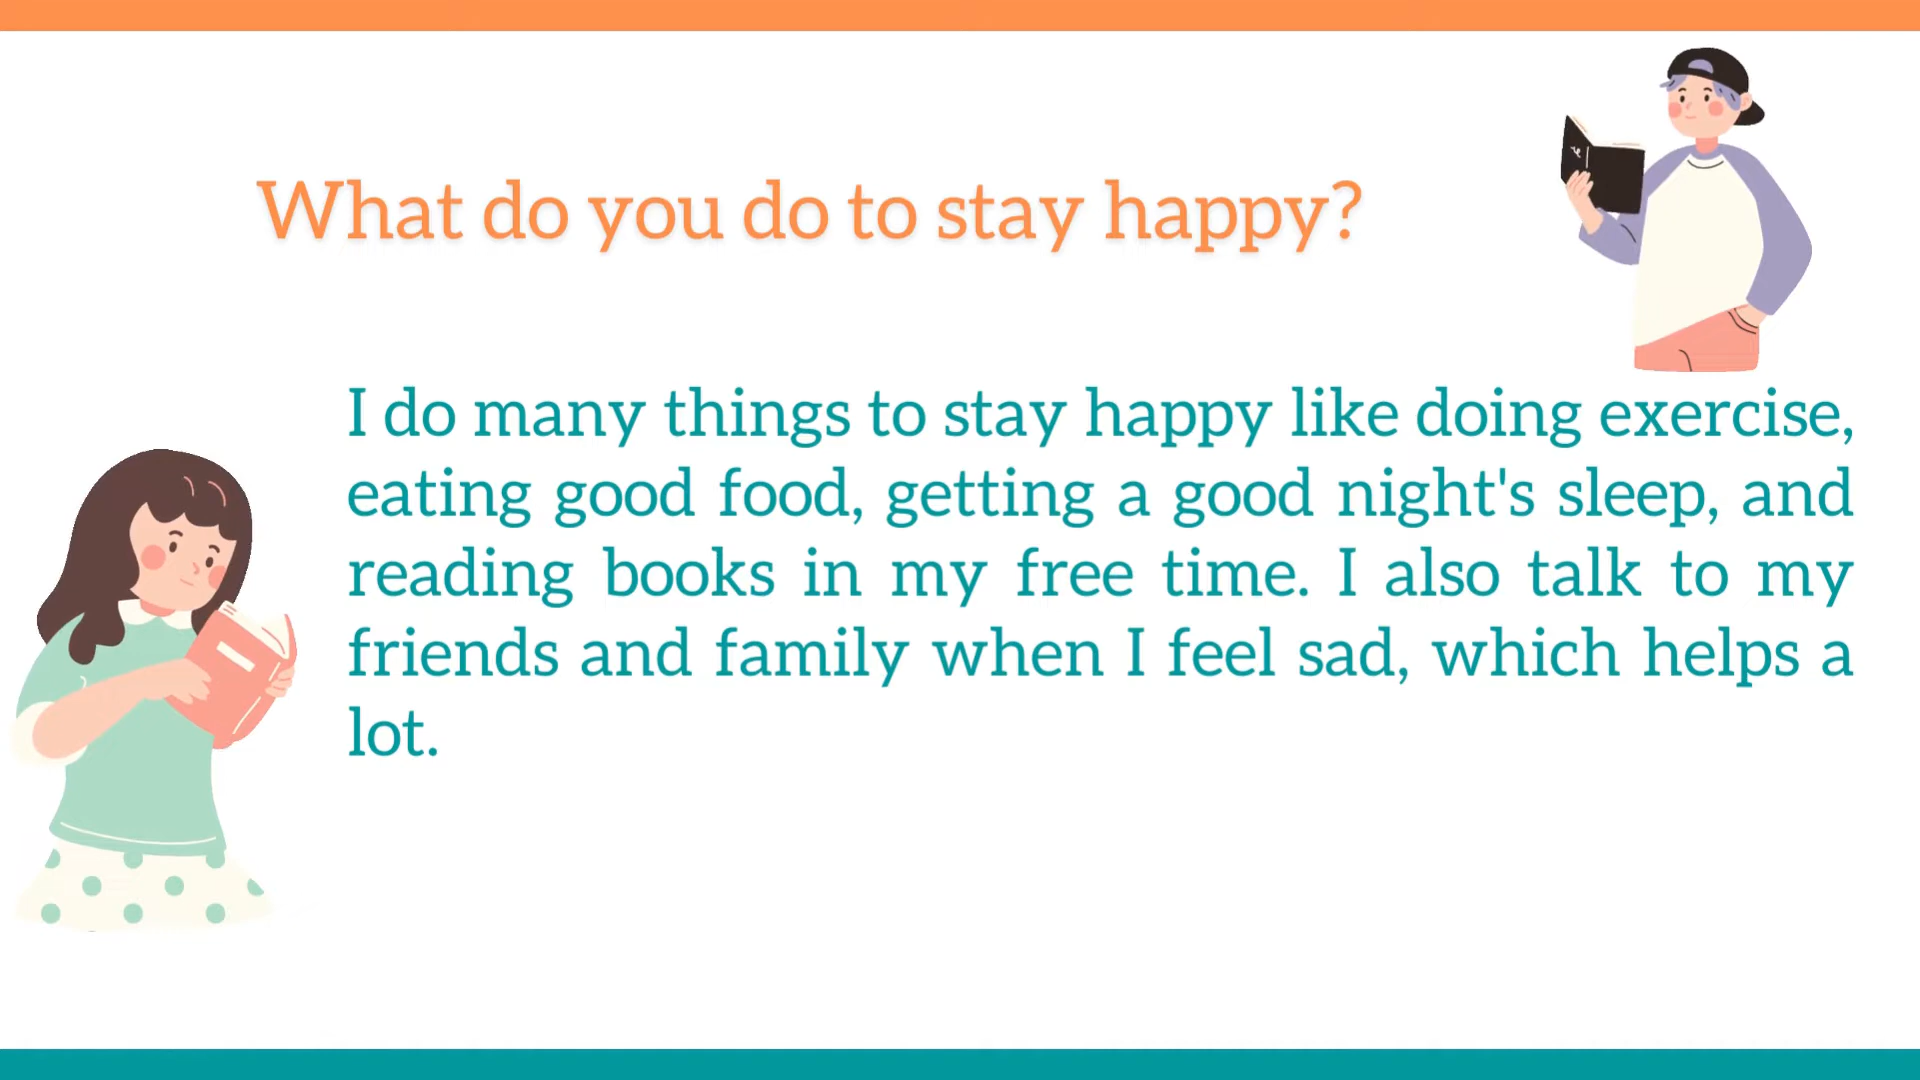 What do you do to stay happy?
I do many things to stay happy like doing exercise,
eating good food, getting a good night's sleep, and
reading books in my free time. I also talk to my
friends and family when I feel sad, which helps a
lot.